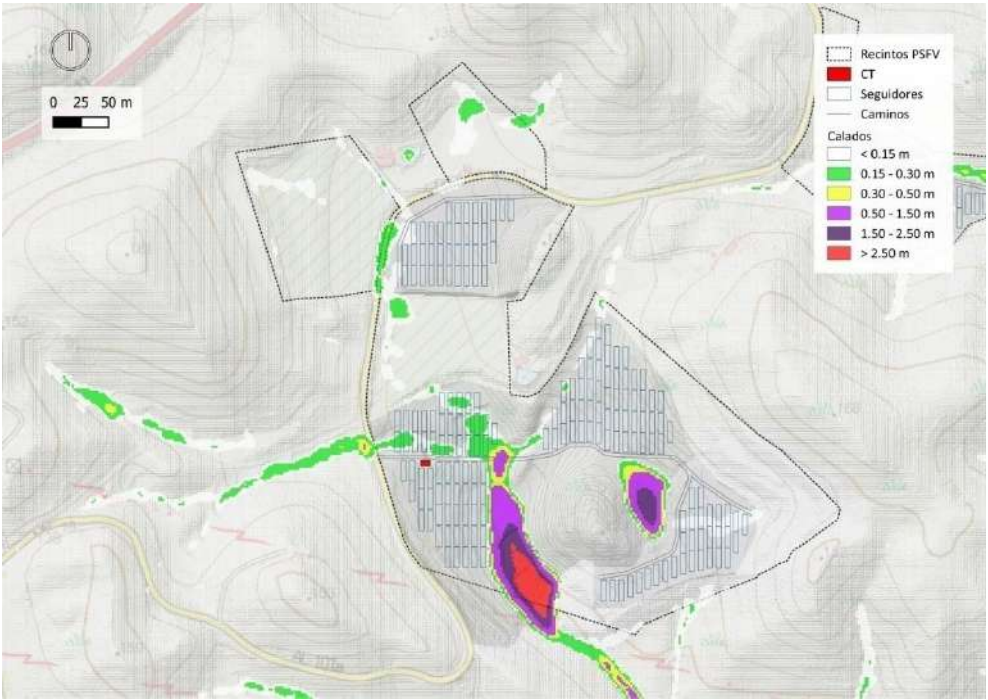 0 25 50 m
Recintos PSFV
CT
Seguidores
Caminos
Calados
< 0.15 m
0.15 - 0.30 m
0.30 - 0.50 m
0.50 - 1.50 m
1.50 - 2.50 m
> 2.50 m